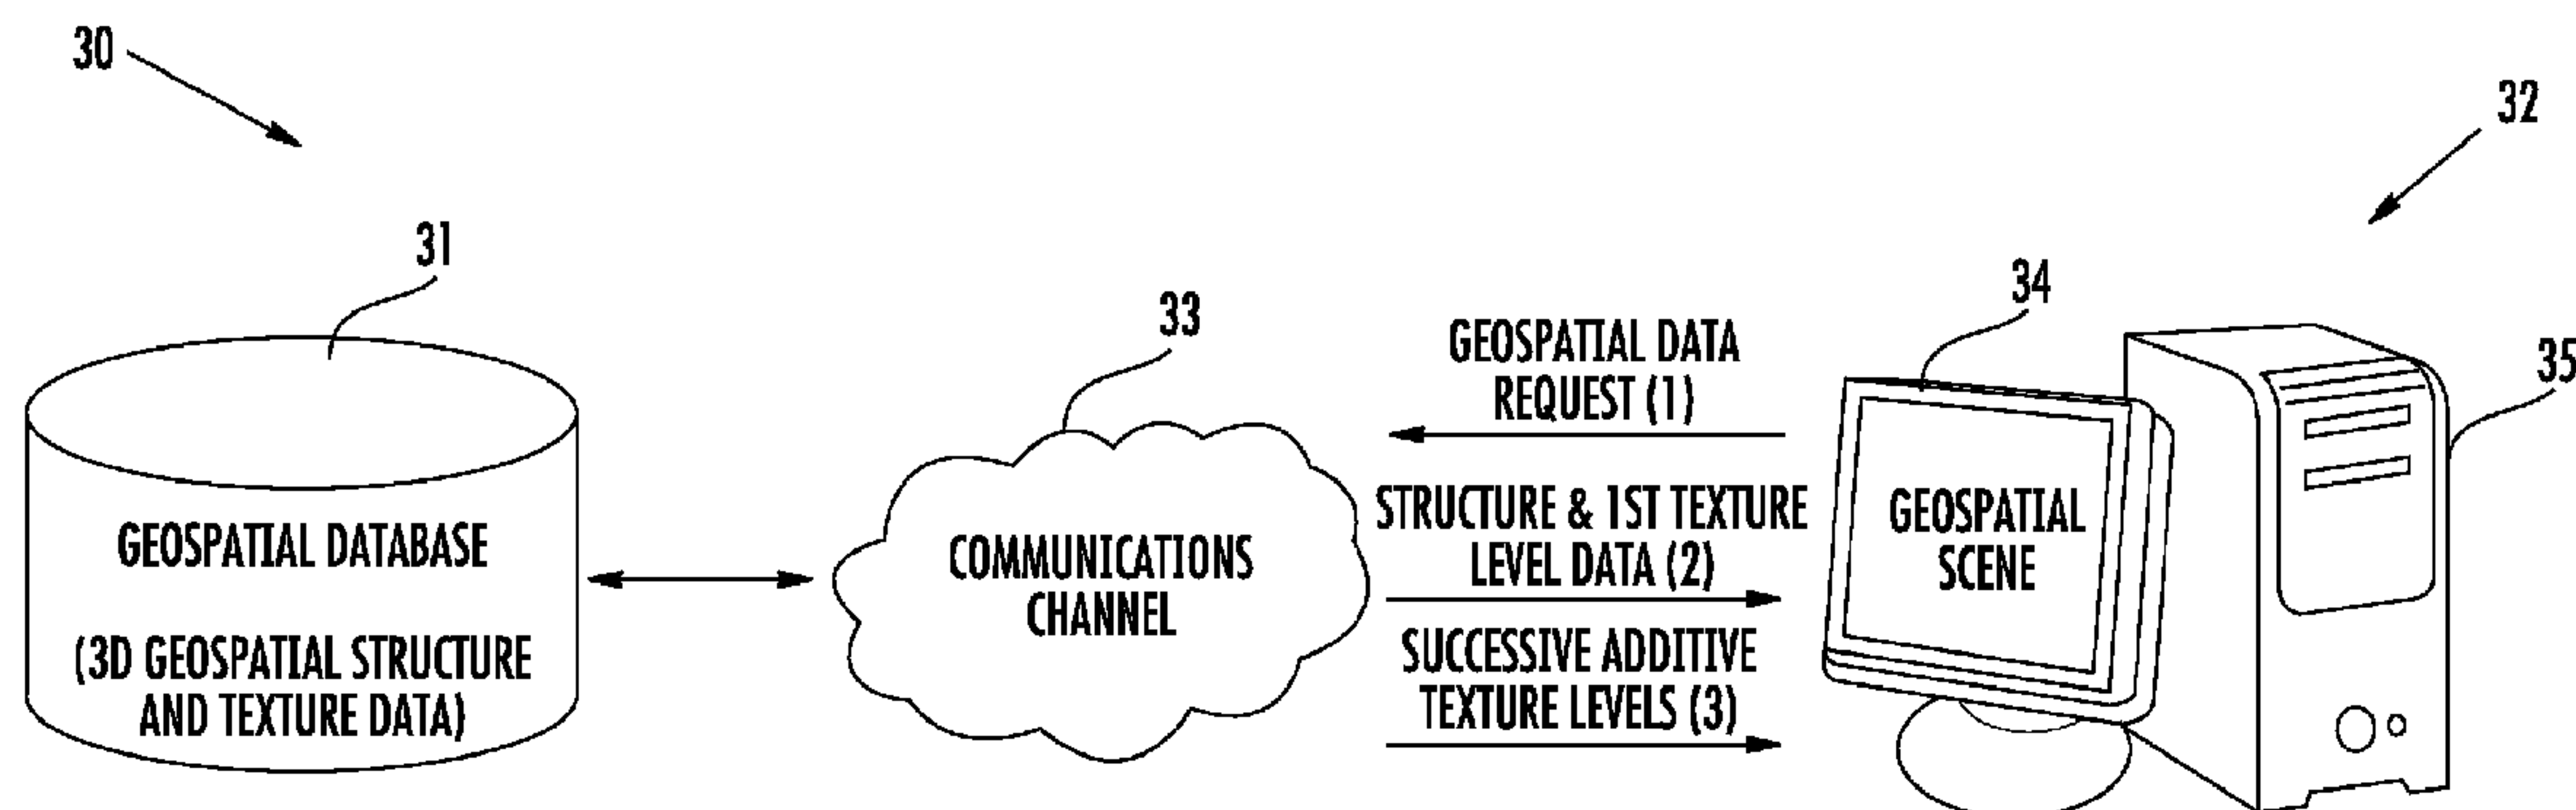 30
32
31
33
34
35
GEOSPATIAL DATABASE
(3D GEOSPATIAL STRUCTURE
AND TEXTURE DATA)
COMMUNICATIONS
CHANNEL
GEOSPATIAL DATA
REQUEST (1)
STRUCTURE & 1ST TEXTURE
LEVEL DATA (2)
SUCCESSIVE ADDITIVE
TEXTURE LEVELS (3)
GEOSPATIAL
SCENE